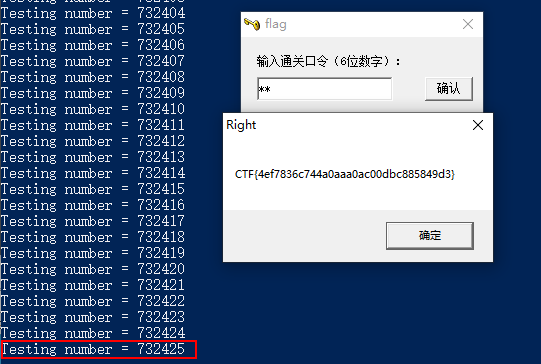 Testing number = 732404
Testing number = 732405
Testing number = 732406
Testing number = 732407
Testing number = 732408
Testing number = 732409
Testing number = 732410
Testing number = 732411
Testing number = 732412
Testing number = 732413
Testing number = 732414
Testing number = 732415
Testing number = 732416
Testing number = 732417
Testing number = 732418
Testing number = 732419
Testing number = 732420
Testing number = 732421
Testing number = 732422
Testing number = 732423
Testing number = 732424
Testing number = 732425
flag
输入通关口令（6位数字）：
**
确认
Right
CTF{4ef7836c744a0aaa0ac00dbc885849d3}
确定